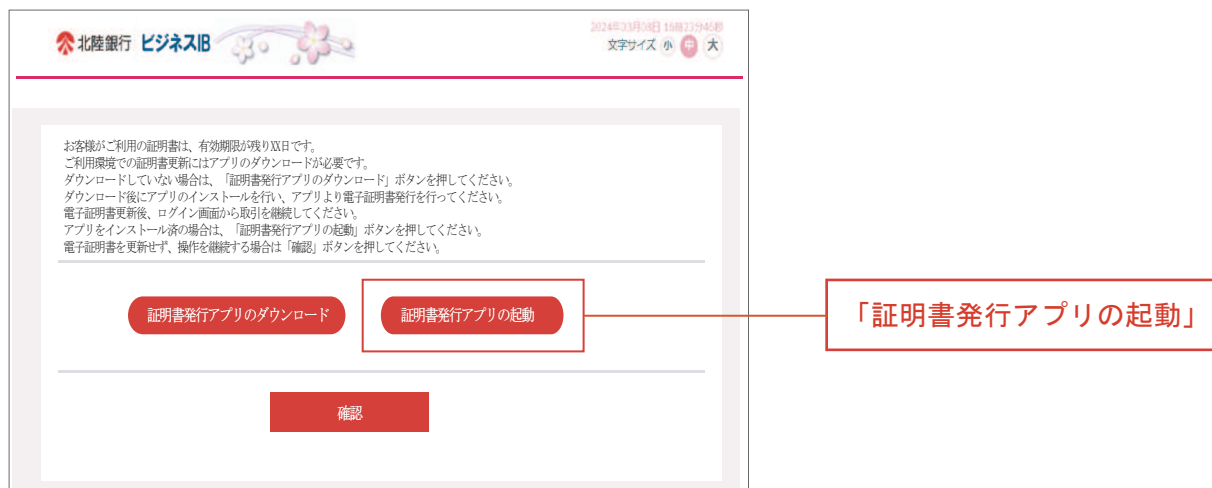 北陸銀行 ビジネスIB
2024年03月08日 16時23分46秒
文字サイズ 小 中 大
お客様がご利用の証明書は、有効期限が残りXX日です。
ご利用環境での証明書更新にはアプリのダウンロードが必要です。
ダウンロードしていない場合は、「証明書発行アプリのダウンロード」ボタンを押してください。
ダウンロード後にアプリのインストールを行い、アプリより電子証明書発行を行ってください。
電子証明書更新後、ログイン画面から取引を継続してください。
アプリをインストール済の場合は、「証明書発行アプリの起動」ボタンを押してください。
電子証明書を更新せず、操作を継続する場合は「確認」ボタンを押してください。
証明書発行アプリのダウンロード
証明書発行アプリの起動
「証明書発行アプリの起動」
確認